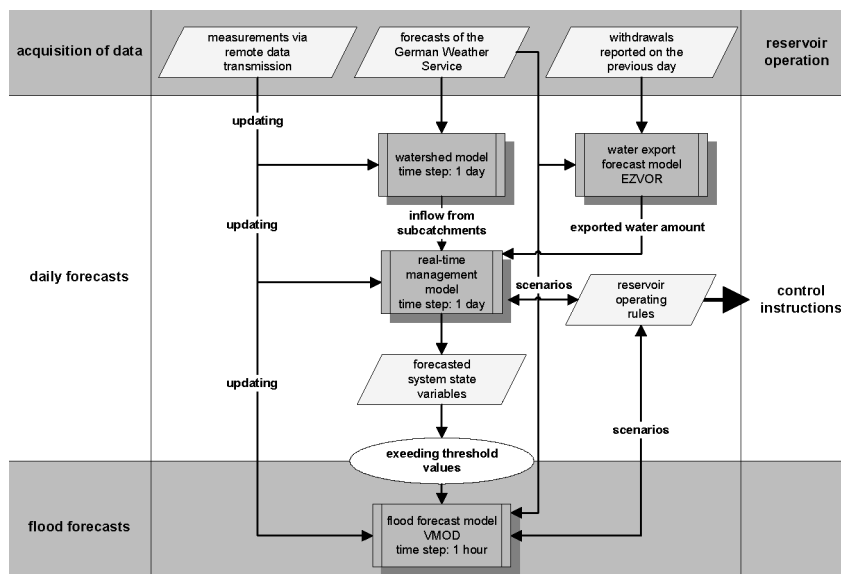 acquisition of data
measurements via
remote data
transmission
forecasts of the
German Weather
Service
withdrawals
reported on the
previous day
reservoir
operation
updating
watershed model
time step: 1 day
water export
forecast model
EZVOR
updating
inflow from
subcatchments
exported water amount
daily forecasts
real-time
management
model
time step: 1 day
scenarios
reservoir
operating
rules
control
instructions
updating
forecasted
system state
variables
scenarios
exeeding threshold
values
flood forecasts
flood forecast model
VMOD
time step: 1 hour